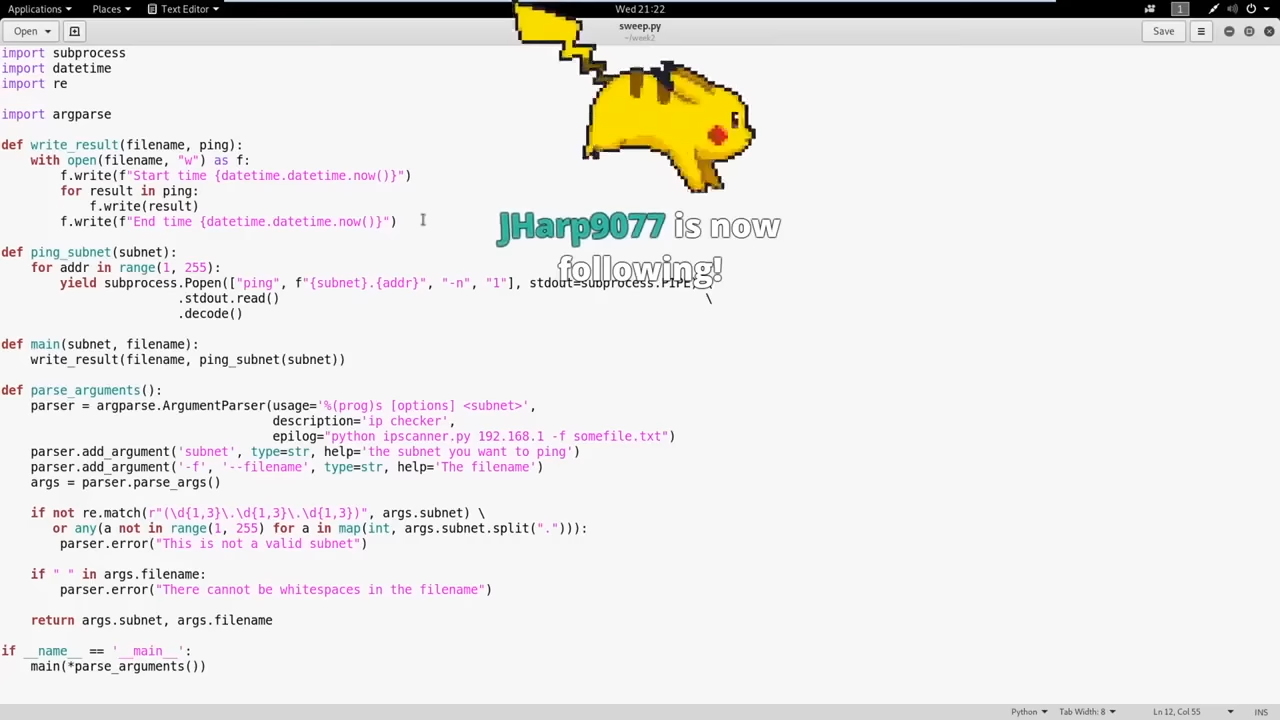 Applications Places Text Editor Wed 21:22 1
Open sweep.py Save
~/week2
import subprocess
import datetime
import re
import argparse
def write_result(filename, ping):
    with open(filename, "w") as f:
        f.write(f"Start time {datetime.datetime.now()}")
        for result in ping:
            f.write(result)
        f.write(f"End time {datetime.datetime.now()}")
JHarp9077 is now
following!
def ping_subnet(subnet):
    for addr in range(1, 255):
        yield subprocess.Popen(["ping", f"{subnet}.{addr}", "-n", "1"], stdout=subprocess.PIPE) \
                        .stdout.read() \
                        .decode()
def main(subnet, filename):
    write_result(filename, ping_subnet(subnet))
def parse_arguments():
    parser = argparse.ArgumentParser(usage='%(prog)s [options] <subnet>',
                                     description='ip checker',
                                     epilog="python ipscanner.py 192.168.1 -f somefile.txt")
    parser.add_argument('subnet', type=str, help='the subnet you want to ping')
    parser.add_argument('-f', '--filename', type=str, help='The filename')
    args = parser.parse_args()
    if not re.match(r"(\d{1,3}\.\d{1,3}\.\d{1,3})", args.subnet) \
       or any(a not in range(1, 255) for a in map(int, args.subnet.split("."))):
        parser.error("This is not a valid subnet")
    if " " in args.filename:
        parser.error("There cannot be whitespaces in the filename")
    return args.subnet, args.filename
if __name__ == '__main__':
    main(*parse_arguments())
Python Tab Width: 8 Ln 12, Col 55 INS